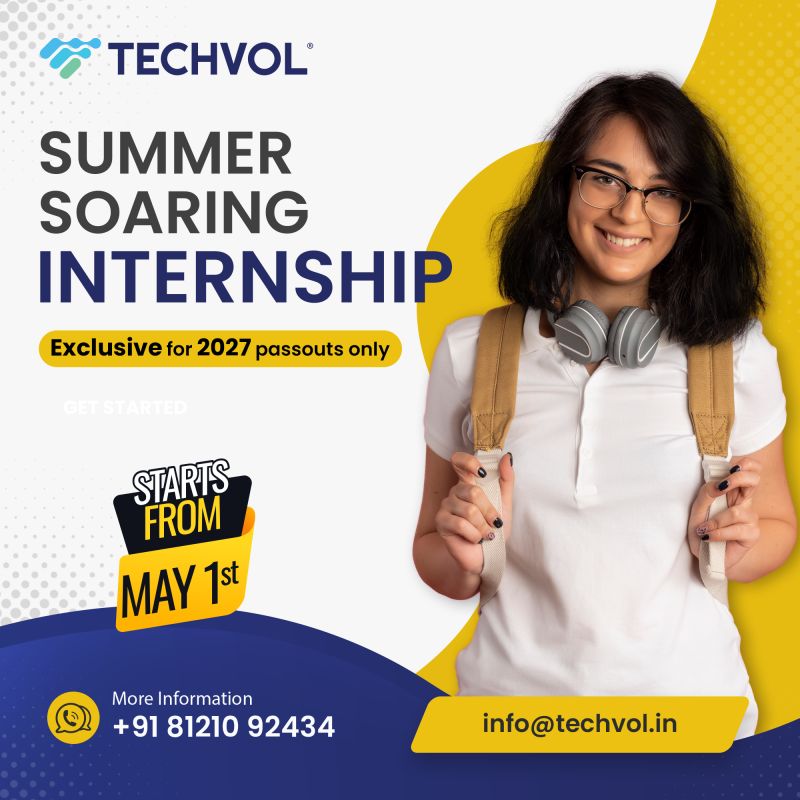 TECHVOL®
SUMMER
SOARING
INTERNSHIP
Exclusive for 2027 passouts only
GET STARTED
STARTS
FROM
MAY 1st
More Information
+91 81210 92434
info@techvol.in